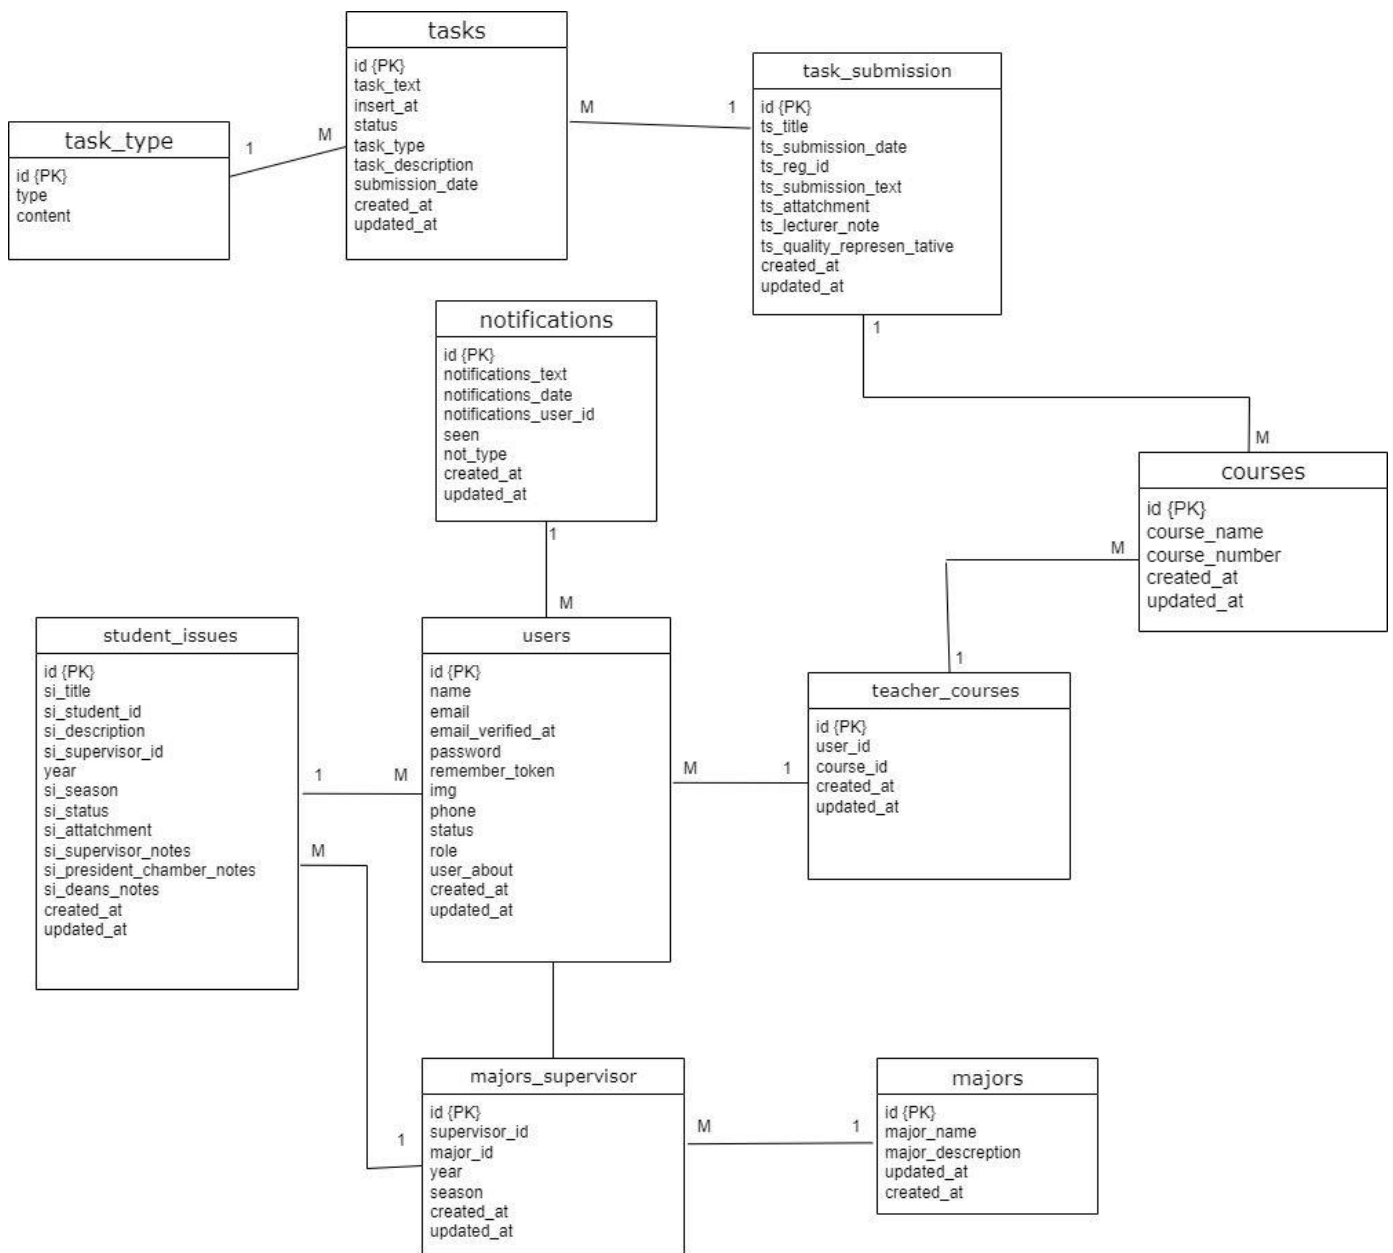 tasks
id {PK}
task_text
insert_at
status
task_type
task_description
submission_date
created_at
updated_at
M
1
task_submission
id {PK}
ts_title
ts_submission_date
ts_reg_id
ts_submission_text
ts_attatchment
ts_lecturer_note
ts_quality_represen_tative
created_at
updated_at
task_type
id {PK}
type
content
1
M
notifications
id {PK}
notifications_text
notifications_date
notifications_user_id
seen
not_type
created_at
updated_at
1
M
1
M
courses
id {PK}
course_name
course_number
created_at
updated_at
M
1
student_issues
id {PK}
si_title
si_student_id
si_description
si_supervisor_id
year
si_season
si_status
si_attatchment
si_supervisor_notes
si_president_chamber_notes
si_deans_notes
created_at
updated_at
1
M
M
1
users
id {PK}
name
email
email_verified_at
password
remember_token
img
phone
status
role
user_about
created_at
updated_at
M
1
teacher_courses
id {PK}
user_id
course_id
created_at
updated_at
majors_supervisor
id {PK}
supervisor_id
major_id
year
season
created_at
updated_at
M
1
majors
id {PK}
major_name
major_descreption
updated_at
created_at